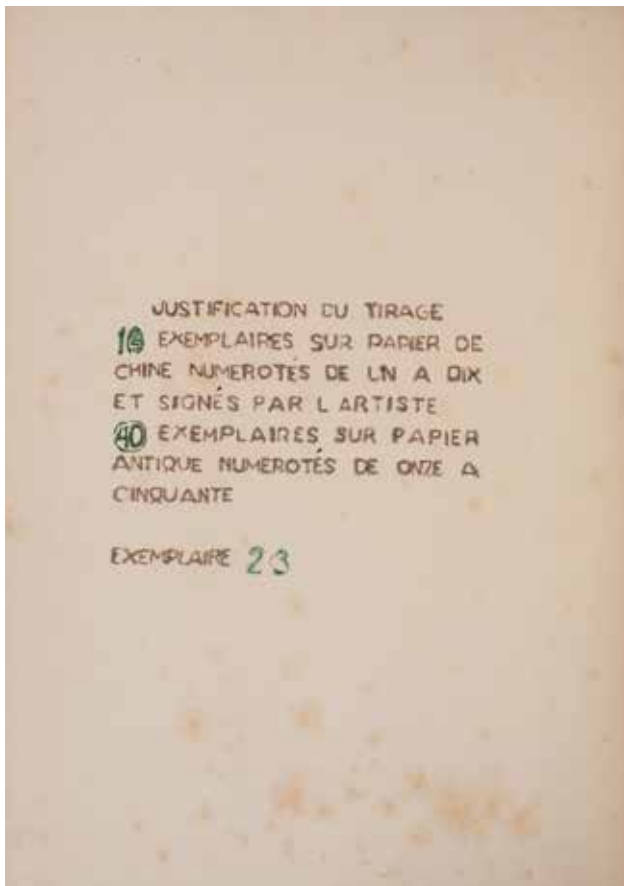 JUSTIFICATION DU TIRAGE
10 EXEMPLAIRES SUR PAPIER DE
CHINE NUMEROTÉS DE UN A DIX
ET SIGNÉS PAR L ARTISTE
40 EXEMPLAIRES SUR PAPIER
ANTIQUE NUMEROTÉS DE ONZE A
CINQUANTE
EXEMPLAIRE 23